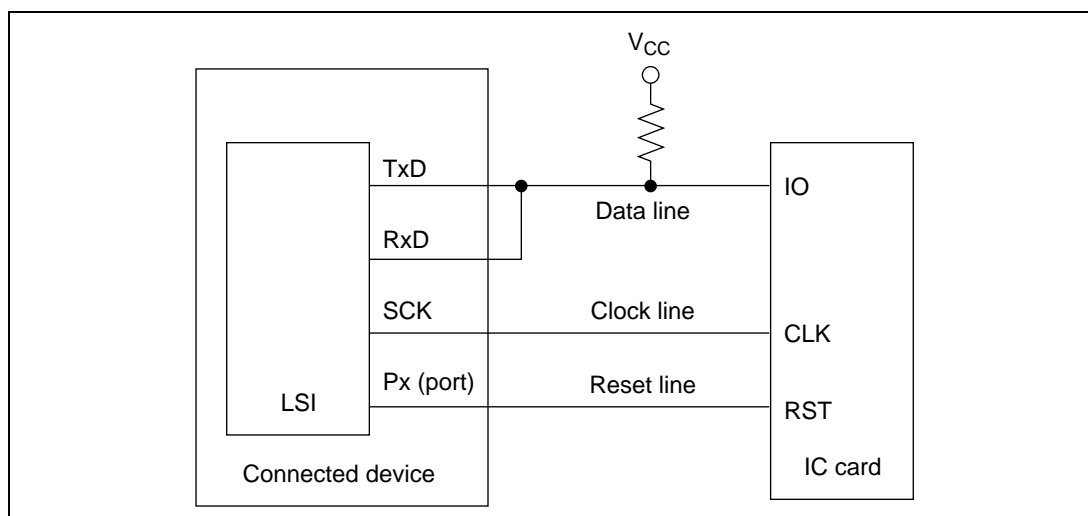 VCC
TxD
IO
Data line
RxD
SCK
Clock line
CLK
Px (port)
Reset line
LSI
RST
Connected device
IC card